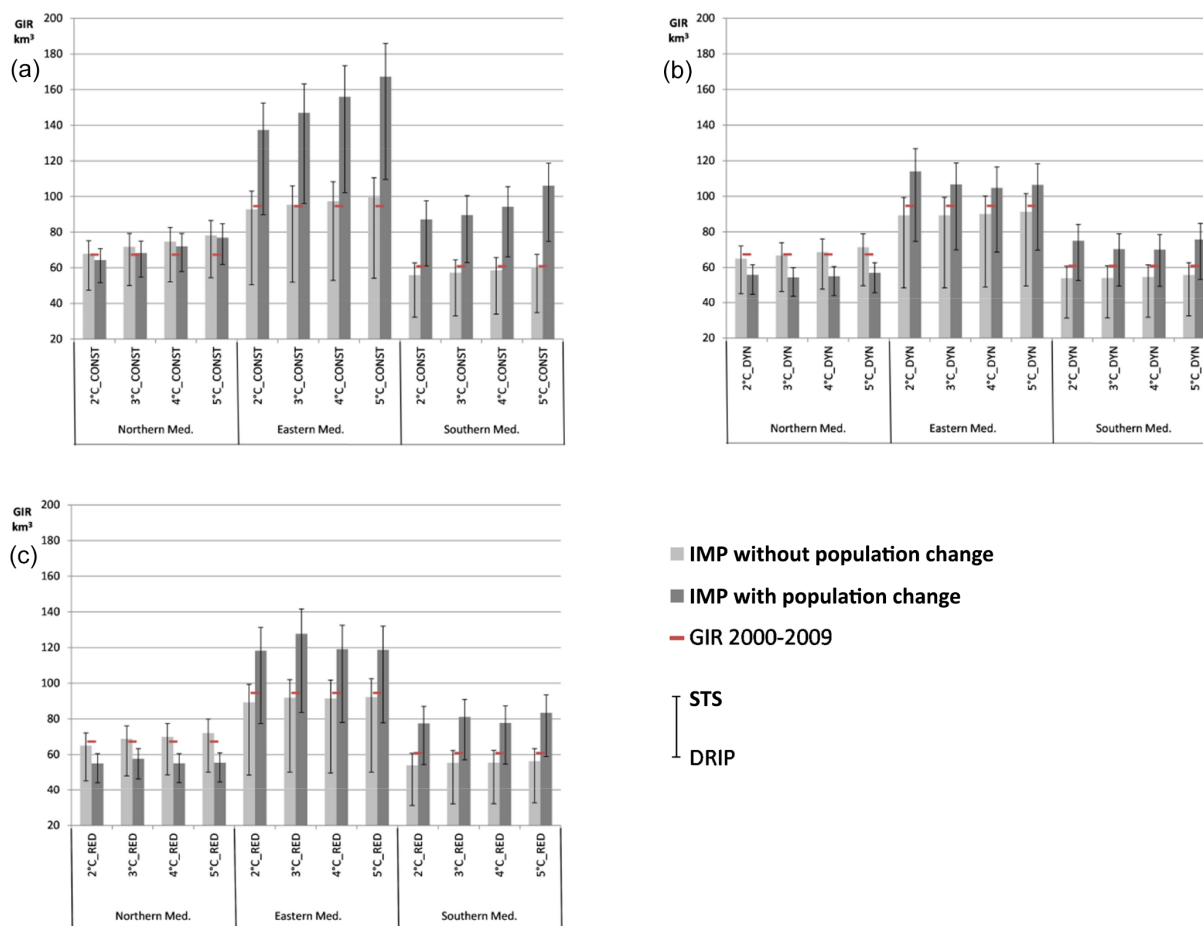 GIR
km³
(a)
200
180
160
140
120
100
80
60
40
20
2°C_CONST
3°C_CONST
4°C_CONST
5°C_CONST
2°C_CONST
3°C_CONST
4°C_CONST
5°C_CONST
2°C_CONST
3°C_CONST
4°C_CONST
5°C_CONST
Northern Med.
Eastern Med.
Southern Med.
GIR
km³
(b)
200
180
160
140
120
100
80
60
40
20
2°C_DYN
3°C_DYN
4°C_DYN
5°C_DYN
2°C_DYN
3°C_DYN
4°C_DYN
5°C_DYN
2°C_DYN
3°C_DYN
4°C_DYN
5°C_DYN
Northern Med.
Eastern Med.
Southern Med.
GIR
km³
(c)
200
180
160
140
120
100
80
60
40
20
2°C_RED
3°C_RED
4°C_RED
5°C_RED
2°C_RED
3°C_RED
4°C_RED
5°C_RED
2°C_RED
3°C_RED
4°C_RED
5°C_RED
Northern Med.
Eastern Med.
Southern Med.
IMP without population change
IMP with population change
GIR 2000-2009
STS
DRIP